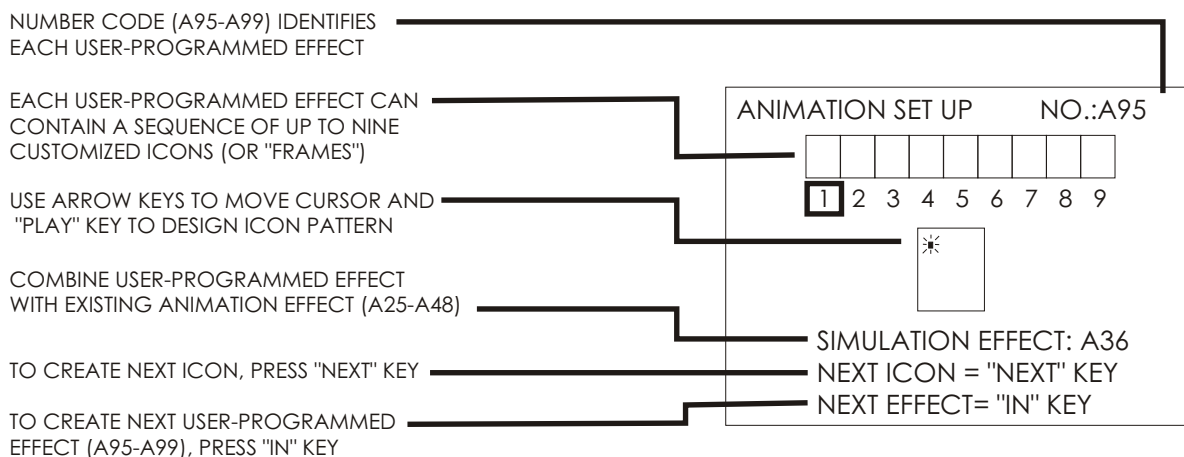 NUMBER CODE (A95-A99) IDENTIFIES
EACH USER-PROGRAMMED EFFECT
EACH USER-PROGRAMMED EFFECT CAN
CONTAIN A SEQUENCE OF UP TO NINE
CUSTOMIZED ICONS (OR "FRAMES")
USE ARROW KEYS TO MOVE CURSOR AND
"PLAY" KEY TO DESIGN ICON PATTERN
COMBINE USER-PROGRAMMED EFFECT
WITH EXISTING ANIMATION EFFECT (A25-A48)
TO CREATE NEXT ICON, PRESS "NEXT" KEY
TO CREATE NEXT USER-PROGRAMMED
EFFECT (A95-A99), PRESS "IN" KEY
ANIMATION SET UP NO.:A95
1 2 3 4 5 6 7 8 9
SIMULATION EFFECT: A36
NEXT ICON = "NEXT" KEY
NEXT EFFECT= "IN" KEY